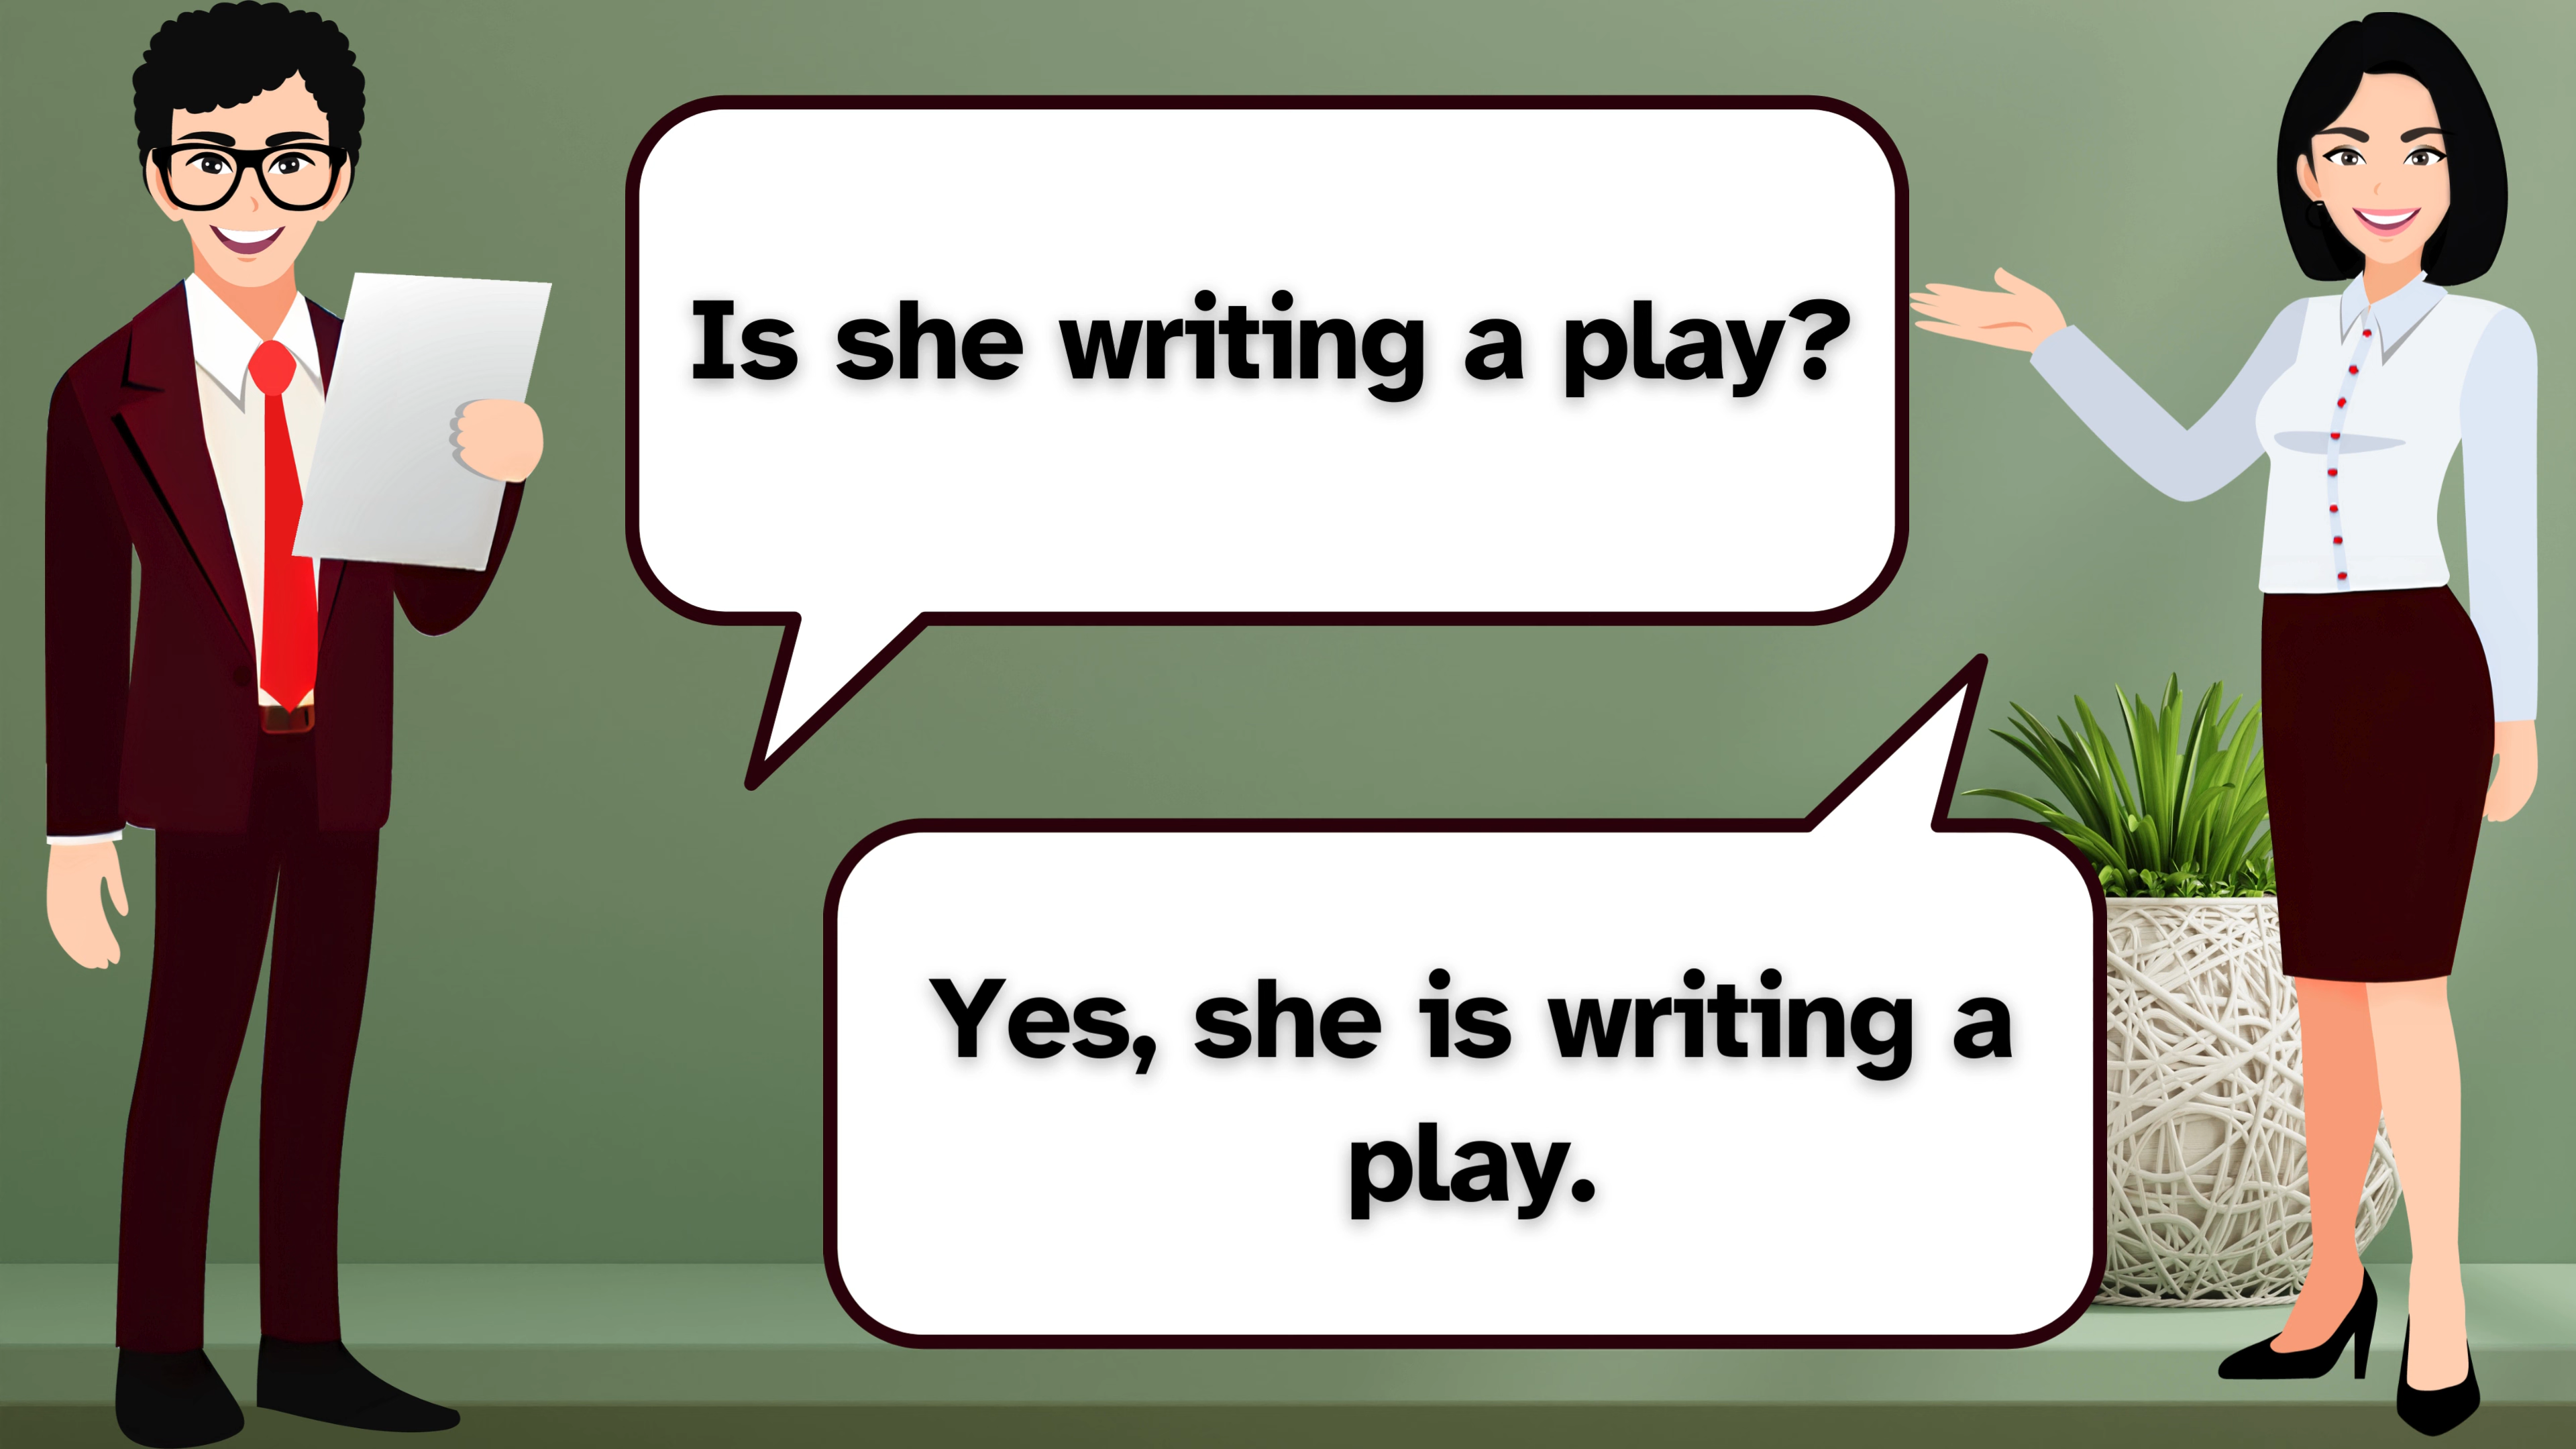 Is she writing a play?
Yes, she is writing a
play.